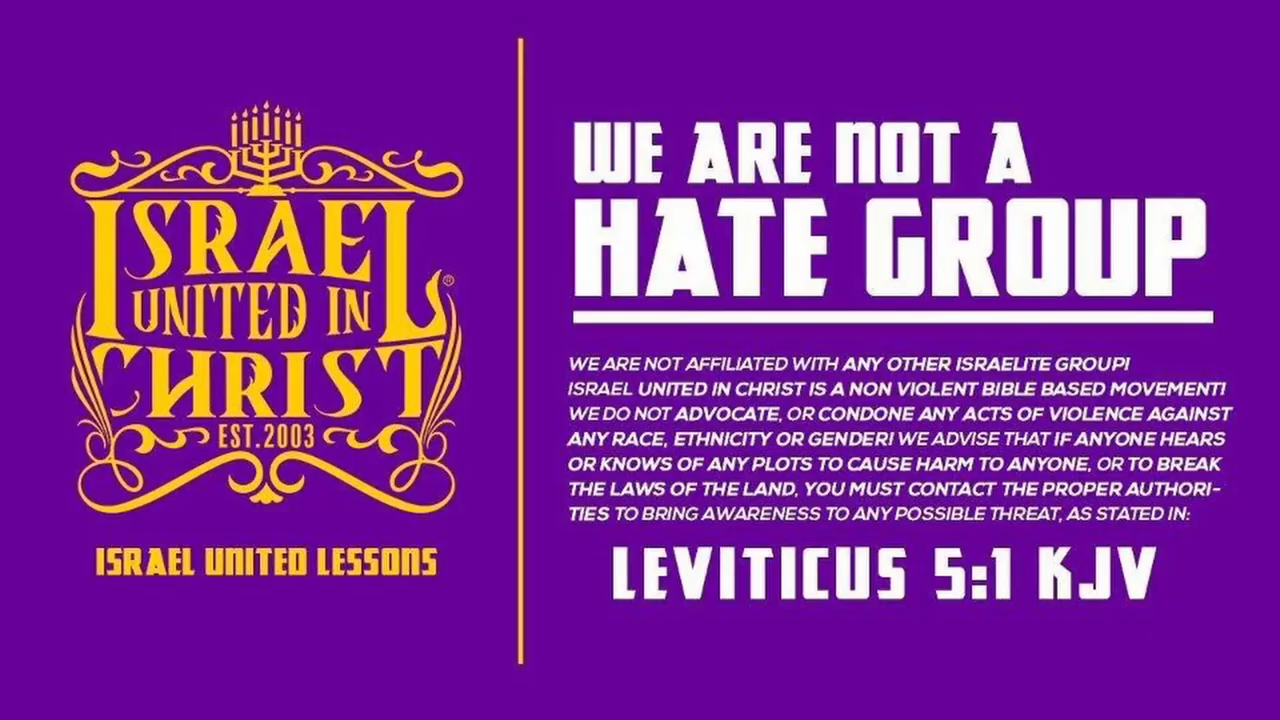 ISRAEL
UNITED IN
CHRIST
EST. 2003
ISRAEL UNITED LESSONS
WE ARE NOT A
HATE GROUP
WE ARE NOT AFFILIATED WITH ANY OTHER ISRAELITE GROUP!
ISRAEL UNITED IN CHRIST IS A NON VIOLENT BIBLE BASED MOVEMENT!
WE DO NOT ADVOCATE, OR CONDONE ANY ACTS OF VIOLENCE AGAINST
ANY RACE, ETHNICITY OR GENDER! WE ADVISE THAT IF ANYONE HEARS
OR KNOWS OF ANY PLOTS TO CAUSE HARM TO ANYONE, OR TO BREAK
THE LAWS OF THE LAND, YOU MUST CONTACT THE PROPER AUTHORI-
TIES TO BRING AWARENESS TO ANY POSSIBLE THREAT, AS STATED IN:
LEVITICUS 5:1 KJV